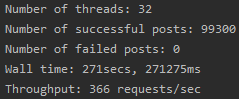 Number of threads: 32
Number of successful posts: 99300
Number of failed posts: 0
Wall time: 271secs, 271275ms
Throughput: 366 requests/sec